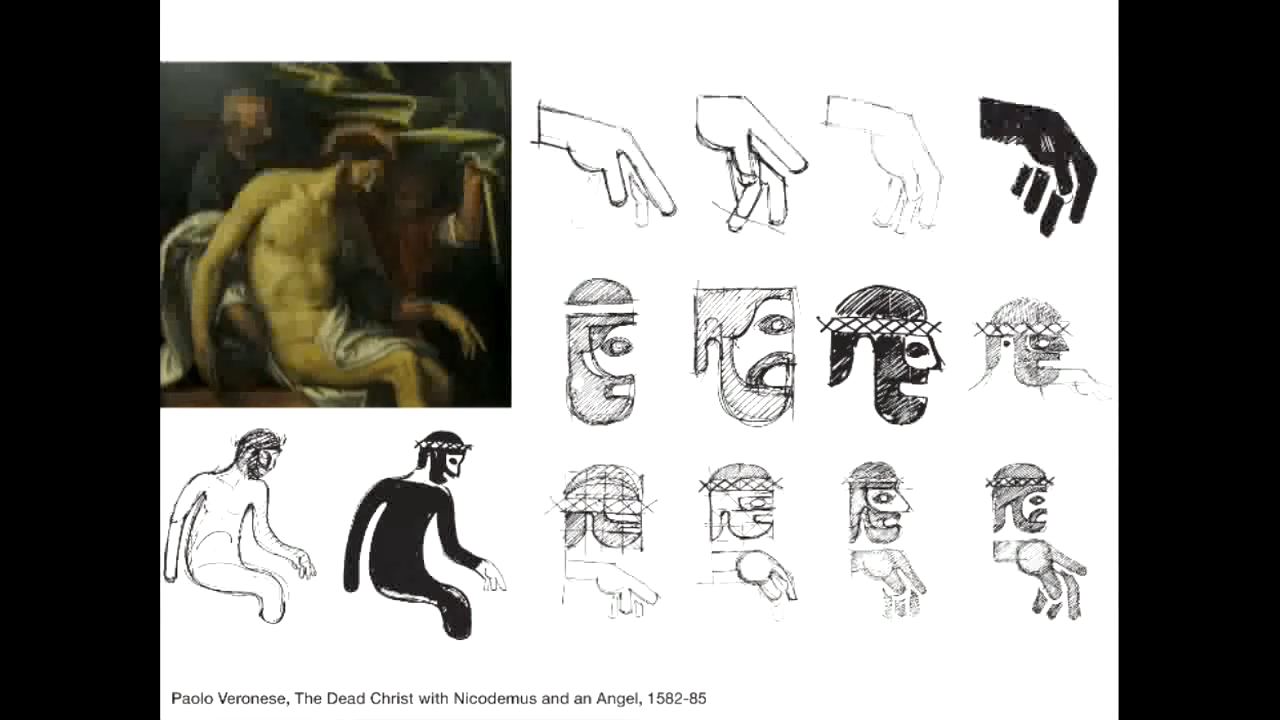 Paolo Veronese, The Dead Christ with Nicodemus and an Angel, 1582-85